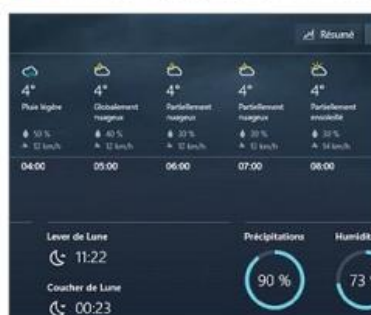 Résumé
4° 4° 4° 4° 4°
Pluie légère Globalement nuageux Partiellement nuageux Partiellement nuageux Partiellement ensoleillé
50 % 40 % 30 % 30 % 30 %
12 km/h 12 km/h 12 km/h 12 km/h 14 km/h
04:00 05:00 06:00 07:00 08:00
Lever de Lune Précipitations Humidit
11:22
90 % 73
Coucher de Lune
00:23